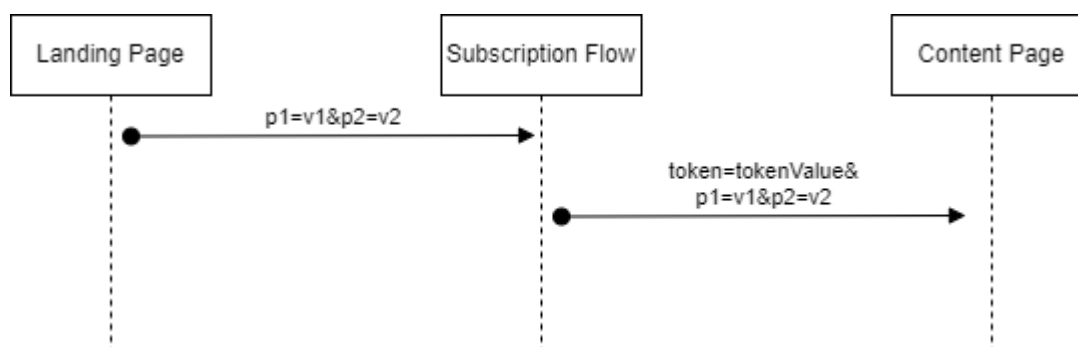 Landing Page
Subscription Flow
Content Page
p1=v1&p2=v2
token=tokenValue&
p1=v1&p2=v2